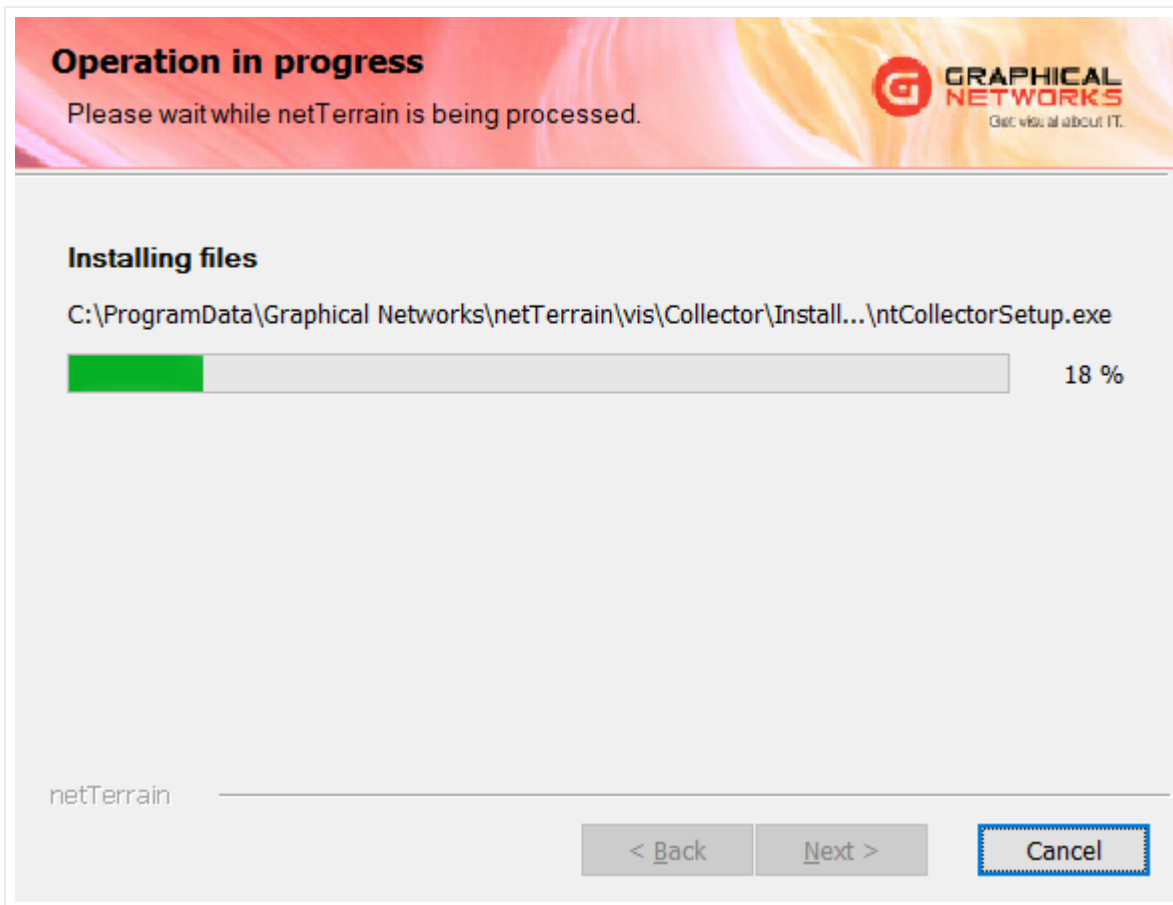 Operation in progress
Please wait while netTerrain is being processed.
GRAPHICAL
NETWORKS
Get visual about IT.
Installing files
C:\ProgramData\Graphical Networks\netTerrain\vis\Collector\Install...\ntCollectorSetup.exe
18 %
netTerrain
< Back
Next >
Cancel